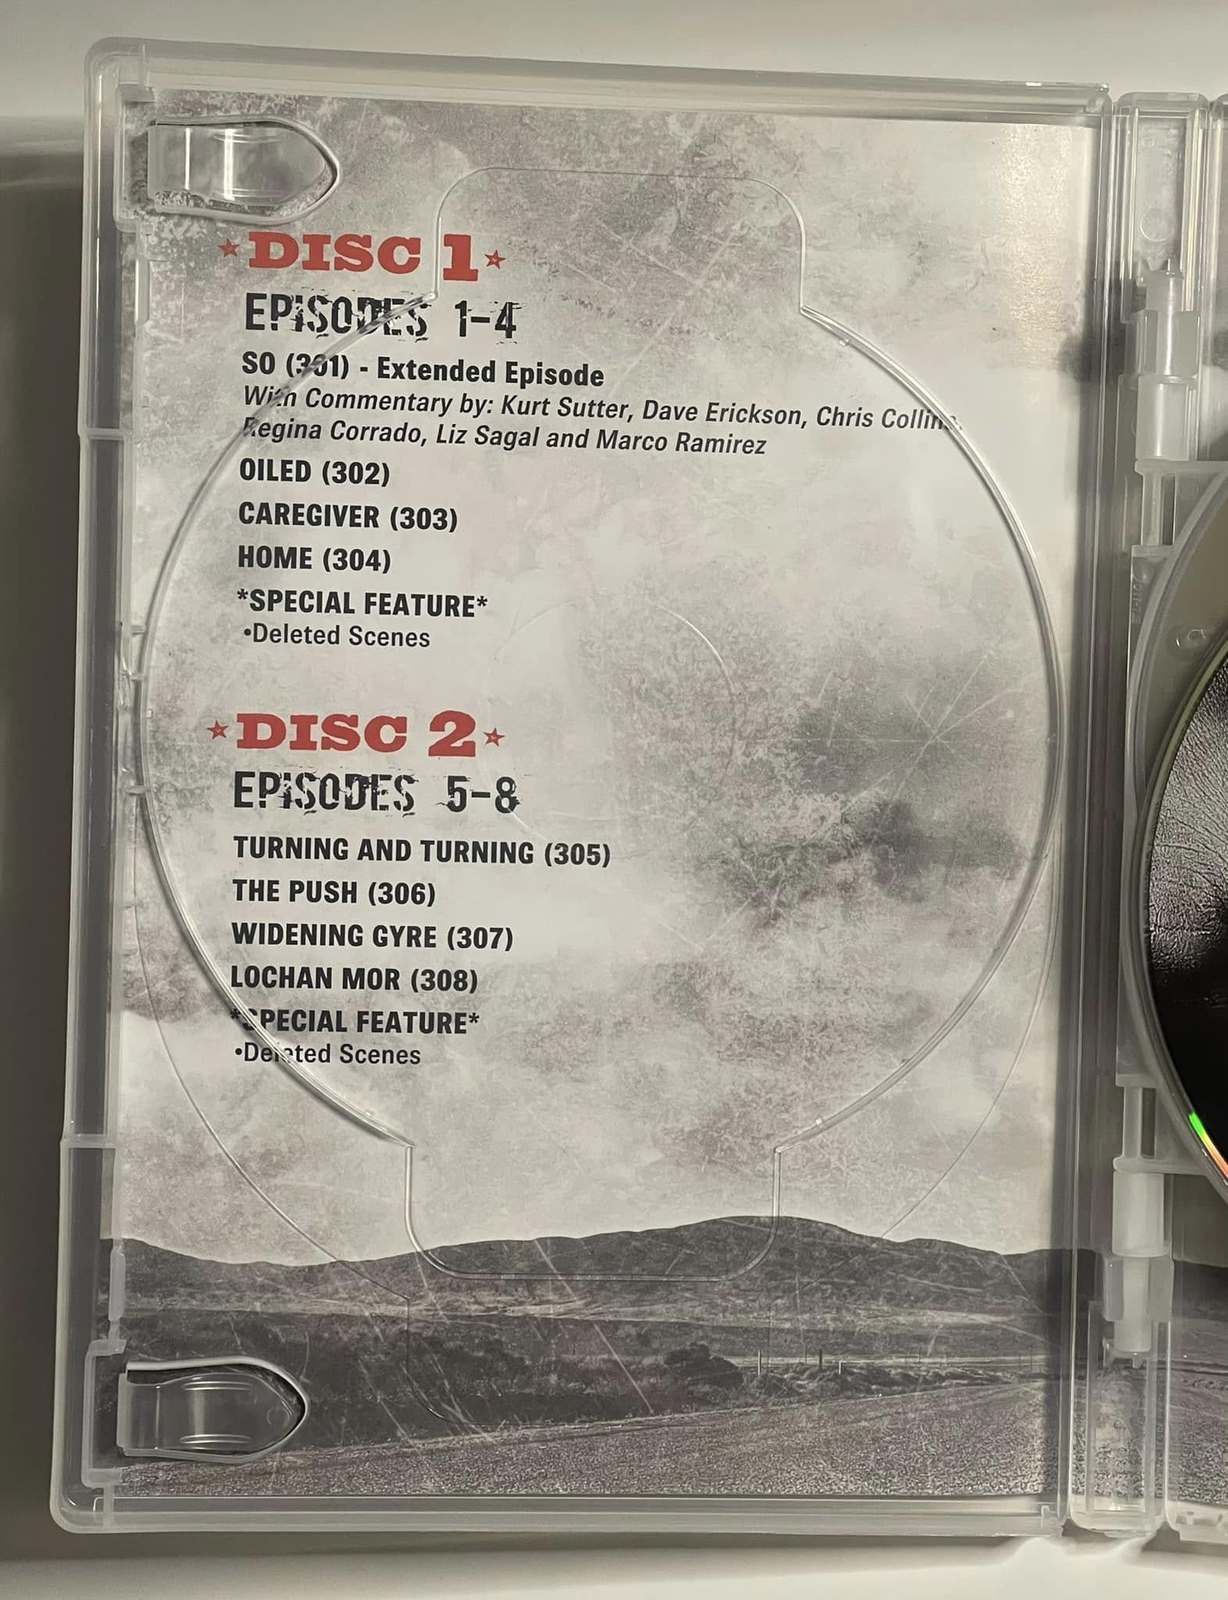 DISC 1
EPISODES 1-4
SO (301) - Extended Episode
With Commentary by: Kurt Sutter, Dave Erickson, Chris Collins,
Regina Corrado, Liz Sagal and Marco Ramirez
OILED (302)
CAREGIVER (303)
HOME (304)
*SPECIAL FEATURE*
•Deleted Scenes
DISC 2
EPISODES 5-8
TURNING AND TURNING (305)
THE PUSH (306)
WIDENING GYRE (307)
LOCHAN MOR (308)
*SPECIAL FEATURE*
•Deleted Scenes